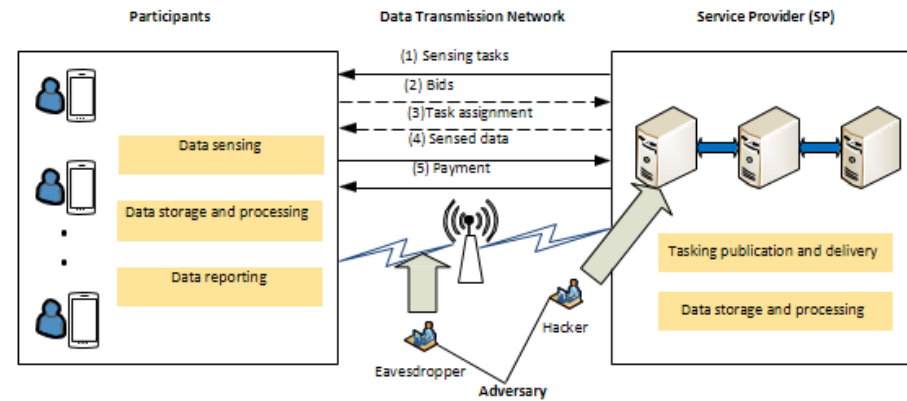 Participants
Data Transmission Network
Service Provider (SP)
(1) Sensing tasks
(2) Bids
(3)Task assignment
(4) Sensed data
(5) Payment
Data sensing
Data storage and processing
Data reporting
Tasking publication and delivery
Data storage and processing
Hacker
Eavesdropper
Adversary